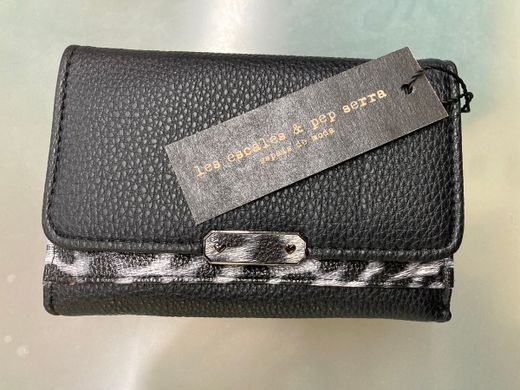 les escales & pep serra
espais de moda